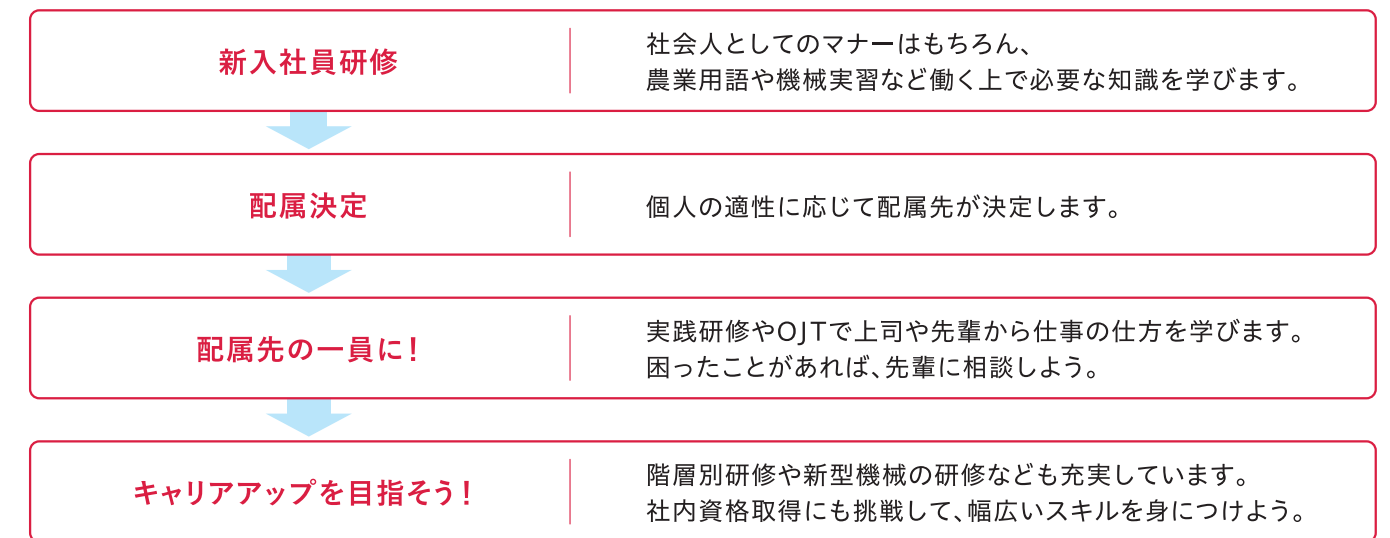 新入社員研修
社会人としてのマナーはもちろん、
農業用語や機械実習など働く上で必要な知識を学びます。
配属決定
個人の適性に応じて配属先が決定します。
配属先の一員に！
実践研修やOJTで上司や先輩から仕事の仕方を学びます。
困ったことがあれば、先輩に相談しよう。
キャリアアップを目指そう！
階層別研修や新型機械の研修なども充実しています。
社内資格取得にも挑戦して、幅広いスキルを身につけよう。